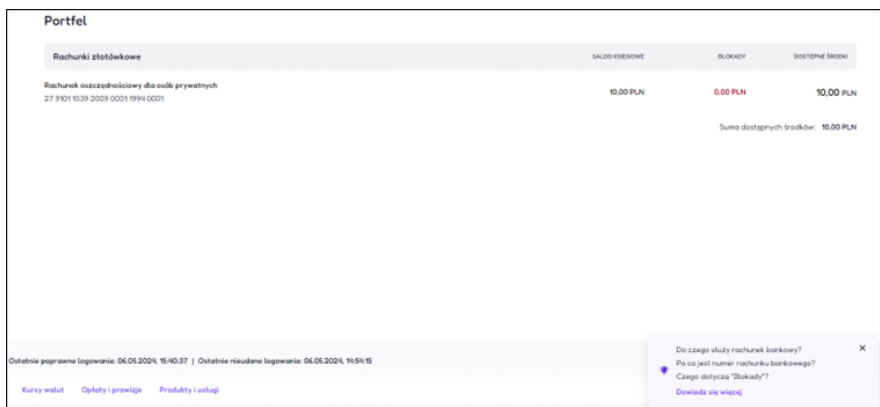 Portfel
Rachunki złotówkowe SALDO KSIĘGOWE BLOKADY DOSTĘPNE ŚRODKI
Rachunek oszczędnościowy dla osób prywatnych 10,00 PLN 0,00 PLN 10,00 PLN
27 9101 1039 2009 0001 1994 0001
Suma dostępnych środków: 10,00 PLN
Ostatnie poprawne logowanie: 06.05.2024, 15:40:37 | Ostatnie nieudane logowanie: 06.05.2024, 14:54:15
Do czego służy rachunek bankowy?
Po co jest numer rachunku bankowego?
Czego dotyczą "Blokady"?
Dowiedz się więcej
Kursy walut Opłaty i prowizje Produkty i usługi